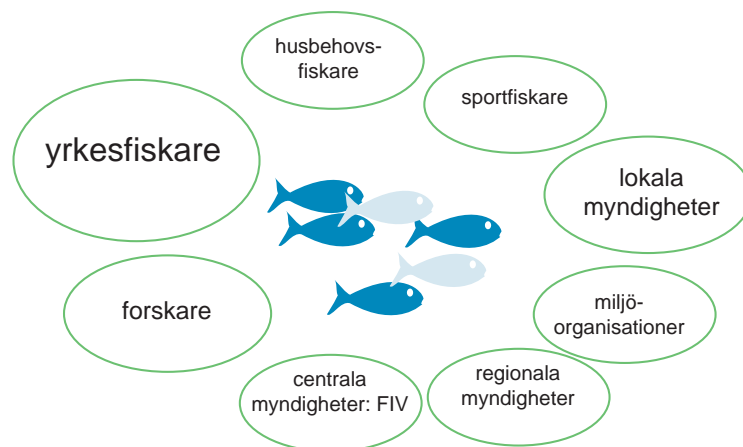 husbehovs-
fiskare
sportfiskare
yrkesfiskare
lokala
myndigheter
forskare
miljö-
organisationer
centrala
myndigheter: FIV
regionala
myndigheter